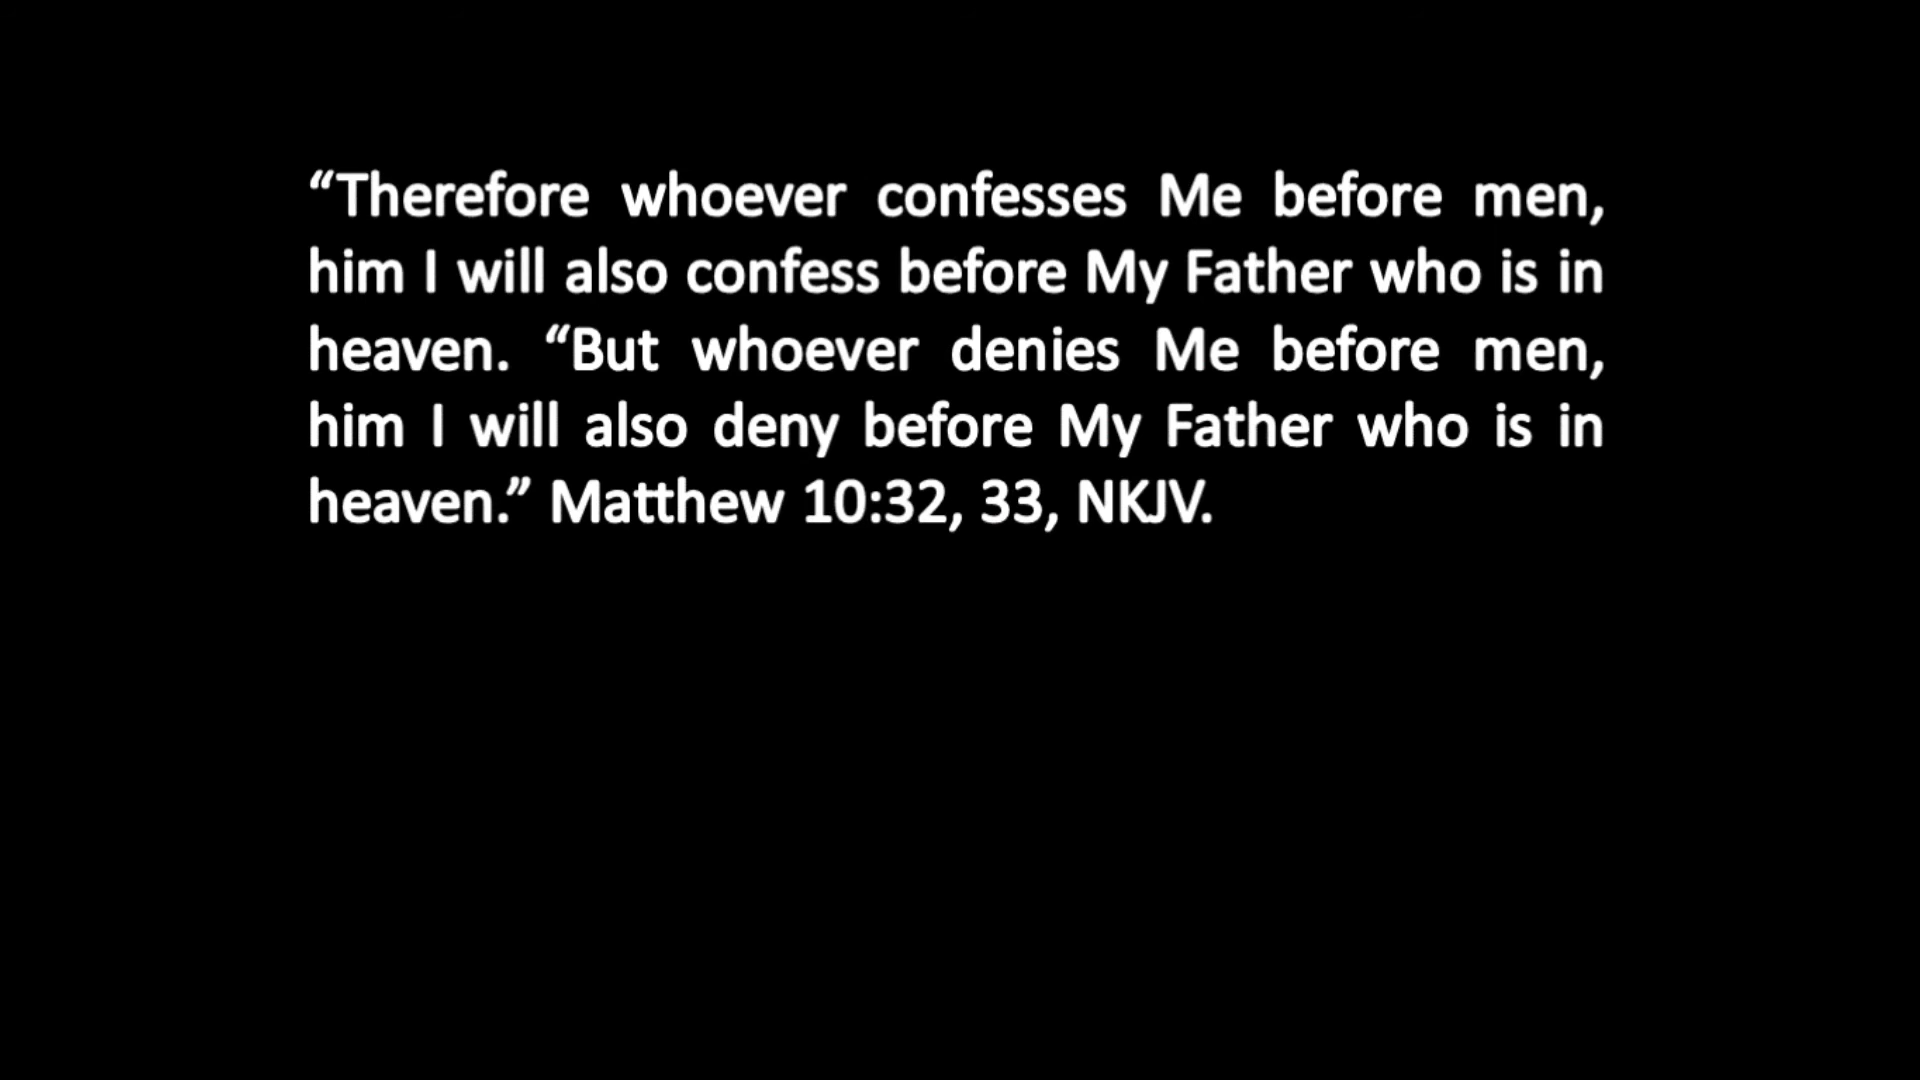 “Therefore whoever confesses Me before men,
him I will also confess before My Father who is in
heaven. “But whoever denies Me before men,
him I will also deny before My Father who is in
heaven.” Matthew 10:32, 33, NKJV.